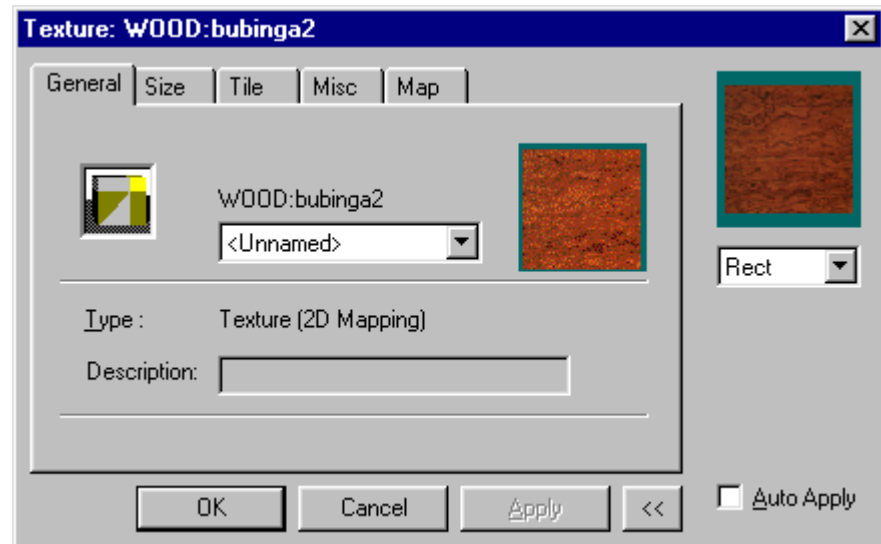 Texture: WOOD:bubinga2
General Size Tile Misc Map
WOOD:bubinga2
<Unnamed>
Rect
Type : Texture (2D Mapping)
Description:
OK Cancel Apply << Auto Apply